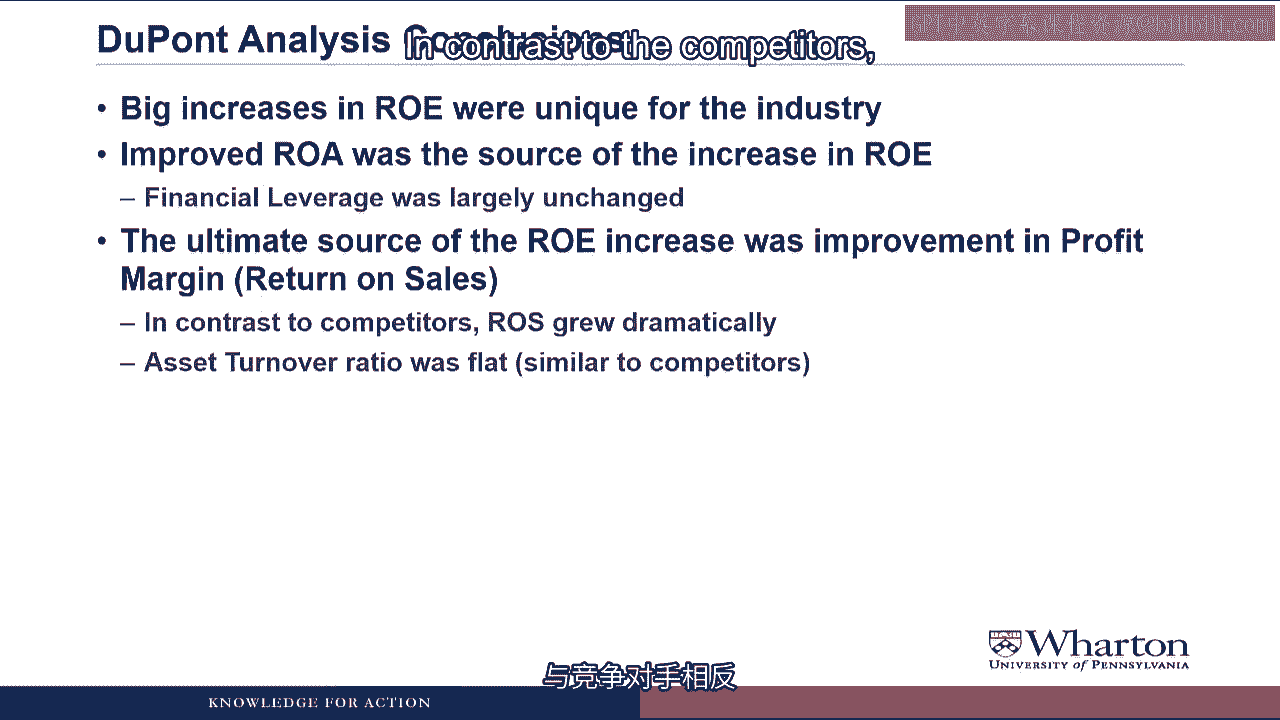 DuPont Analysis
In contrast to the competitors,
• Big increases in ROE were unique for the industry
• Improved ROA was the source of the increase in ROE
– Financial Leverage was largely unchanged
• The ultimate source of the ROE increase was improvement in Profit
Margin (Return on Sales)
– In contrast to competitors, ROS grew dramatically
– Asset Turnover ratio was flat (similar to competitors)
Wharton
UNIVERSITY of PENNSYLVANIA
与竞争对手相反
KNOWLEDGE FOR ACTION